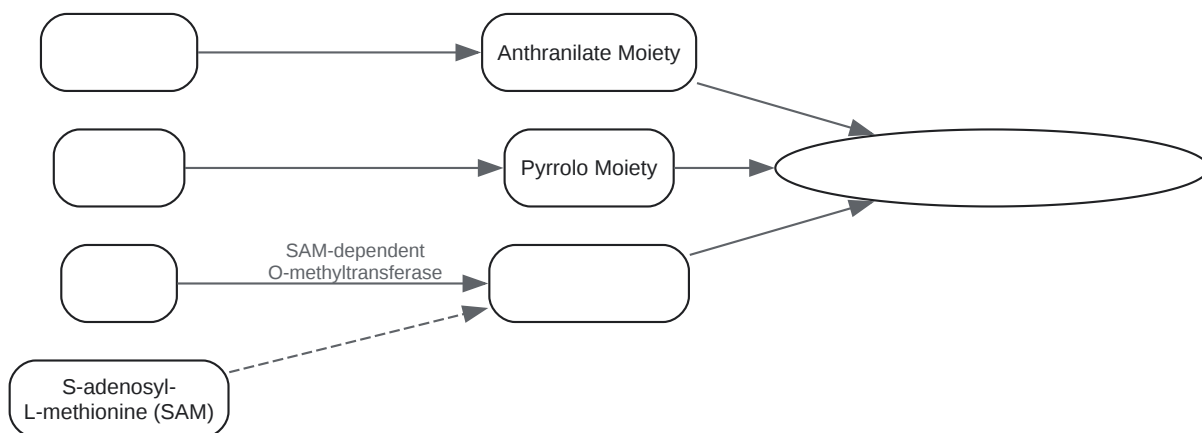 Anthranilate Moiety
Pyrrolo Moiety
SAM-dependent
O-methyltransferase
S-adenosyl-
L-methionine (SAM)